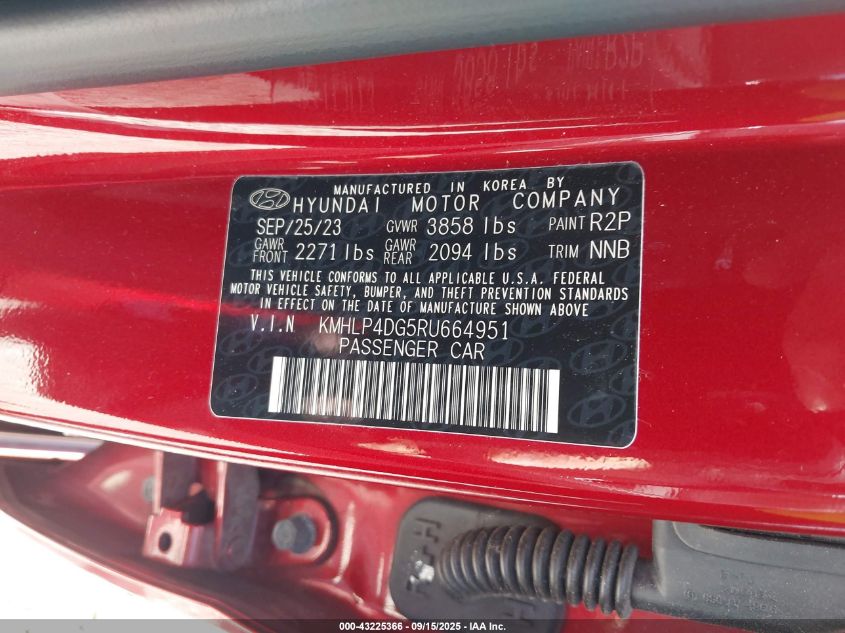 MANUFACTURED IN KOREA BY
HYUNDAI MOTOR COMPANY
SEP/25/23 GVWR 3858 lbs PAINT R2P
GAWR FRONT 2271 lbs GAWR REAR 2094 lbs TRIM NNB
THIS VEHICLE CONFORMS TO ALL APPLICABLE U.S.A. FEDERAL
MOTOR VEHICLE SAFETY, BUMPER, AND THEFT PREVENTION STANDARDS
IN EFFECT ON THE DATE OF MANUFACTURE SHOWN ABOVE
V.I.N KMHLP4DG5RU664951
PASSENGER CAR
000-43225366 - 09/15/2025 - IAA Inc.